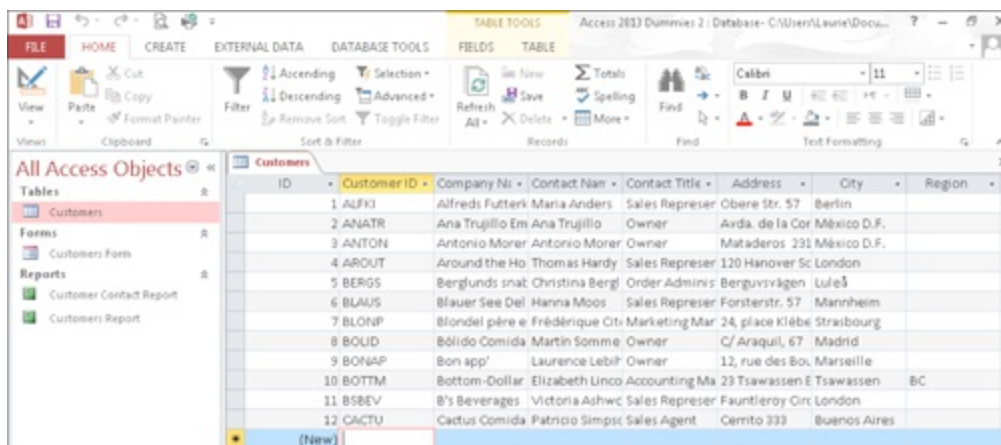 TABLE TOOLS Access 2013 Dummies 2 : Database- C:\Users\Laurie\Docu... ?
FILE HOME CREATE EXTERNAL DATA DATABASE TOOLS FIELDS TABLE
View
Views
Paste
Cut
Copy
Format Painter
Clipboard
Filter
Ascending
Descending
Remove Sort
Selection
Advanced
Toggle Filter
Sort & Filter
Refresh All
New
Save
Delete
Totals
Spelling
More
Records
Find
Find
Calibri 11
B I U
A
Text Formatting
All Access Objects
Tables
Customers
Forms
Customers Form
Reports
Customer Contact Report
Customers Report
Customers
ID Customer ID Company Na Contact Nam Contact Title Address City Region
1 ALFKI Alfreds Futterk Maria Anders Sales Represer Obere Str. 57 Berlin
2 ANATR Ana Trujillo Em Ana Trujillo Owner Avda. de la Cor México D.F.
3 ANTON Antonio Morer Antonio Morer Owner Mataderos 231 México D.F.
4 AROUT Around the Ho Thomas Hardy Sales Represer 120 Hanover Sc London
5 BERGS Berglunds snab Christina Bergl Order Adminis Berguvsvägen Luleå
6 BLAUS Blauer See Del Hanna Moos Sales Represer Forsterstr. 57 Mannheim
7 BLONP Blondel père e Frédérique Cit Marketing Mar 24, place Klébe Strasbourg
8 BOLID Bólido Comida Martín Somme Owner C/ Araquil, 67 Madrid
9 BONAP Bon app' Laurence Lebih Owner 12, rue des Bou Marseille
10 BOTTM Bottom-Dollar Elizabeth Linco Accounting Ma 23 Tsawassen B Tsawassen BC
11 BSBEV B's Beverages Victoria Ashwo Sales Represer Fauntleroy Circ London
12 CACTU Cactus Comida Patricio Simpso Sales Agent Cerrito 333 Buenos Aires
(New)